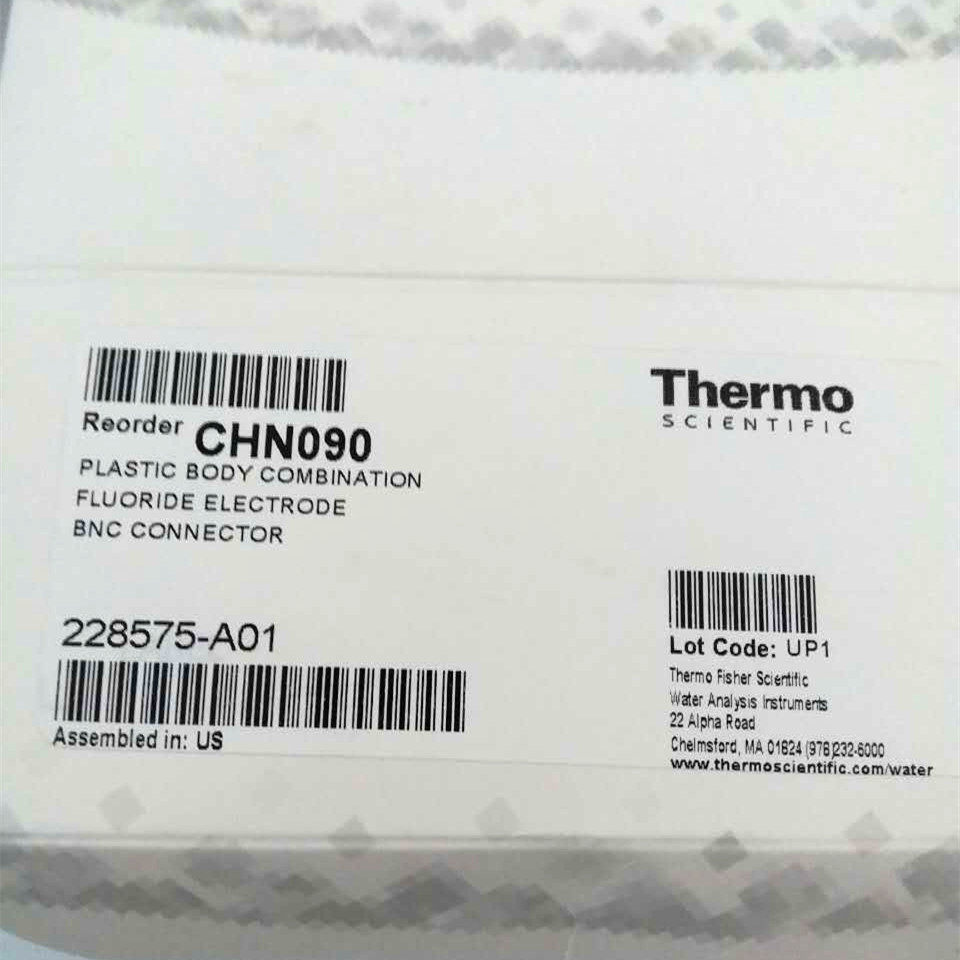 Reorder CHN090
PLASTIC BODY COMBINATION
FLUORIDE ELECTRODE
BNC CONNECTOR
228575-A01
Assembled in: US
Thermo
SCIENTIFIC
Lot Code: UP1
Thermo Fisher Scientific
Water Analysis Instruments
22 Alpha Road
Chelmsford, MA 01824 (978)232-6000
www.thermoscientific.com/water